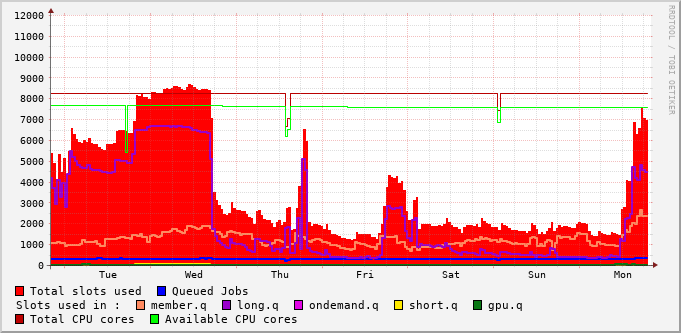 12000
11000
10000
9000
8000
7000
6000
5000
4000
3000
2000
1000
0
Tue Wed Thu Fri Sat Sun Mon
RRDTOOL / TOBI OETIKER
Total slots used Queued Jobs
Slots used in : member.q long.q ondemand.q short.q gpu.q
Total CPU cores Available CPU cores